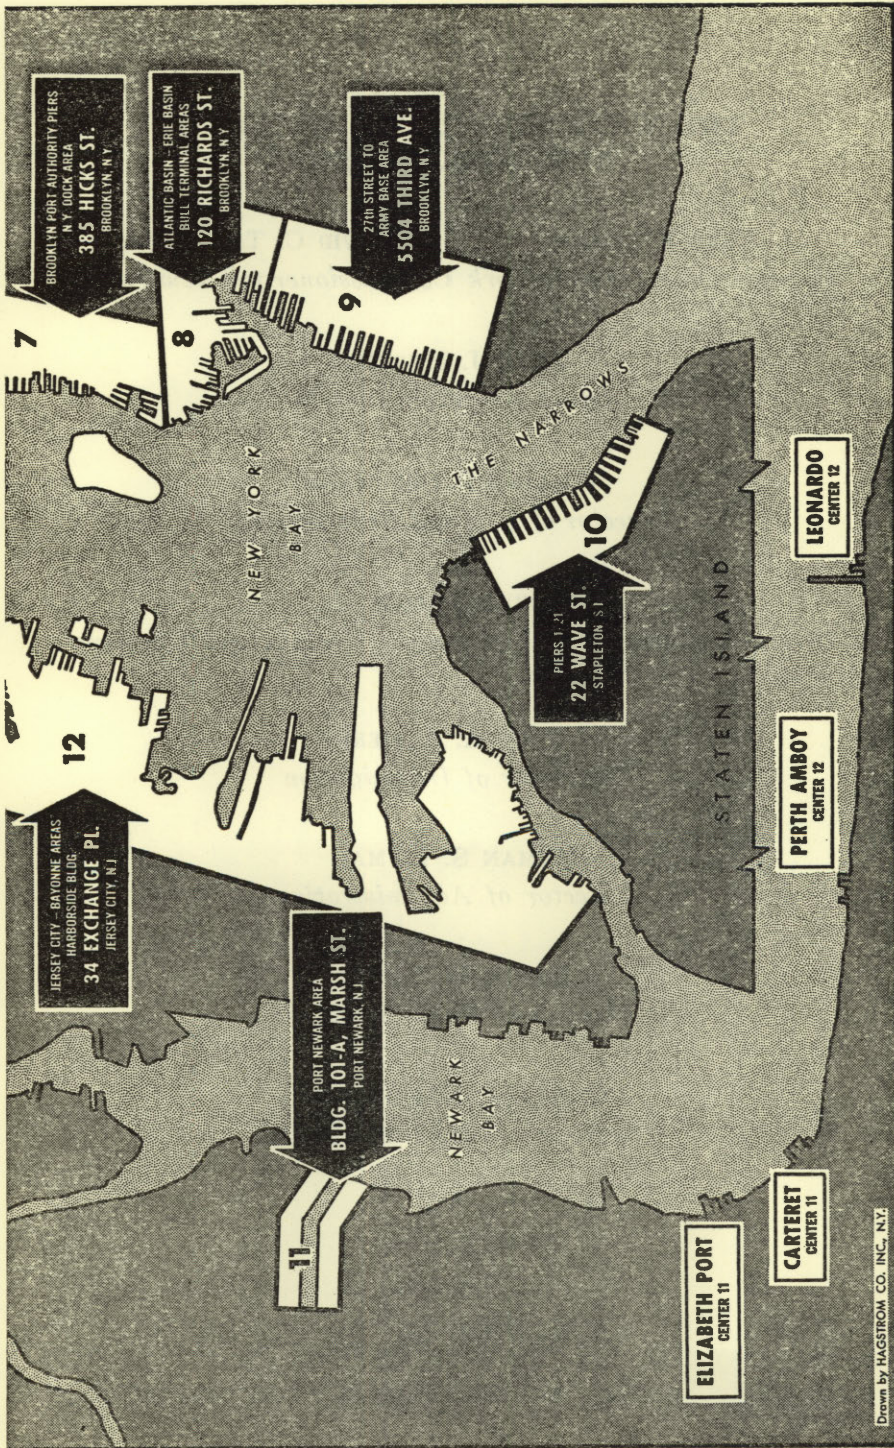 BROOKLYN PORT AUTHORITY PIERS
N.Y. DOCK AREA
385 HICKS ST.
BROOKLYN, N.Y
ATLANTIC BASIN - ERIE BASIN
BULL TERMINAL AREAS
120 RICHARDS ST.
BROOKLYN, N.Y
27th STREET TO
ARMY BASE AREA
5504 THIRD AVE.
BROOKLYN, N.Y
7
8
9
NEW YORK
BAY
THE NARROWS
10
PIERS 1-21
22 WAVE ST.
STAPLETON S I
STATEN ISLAND
LEONARDO
CENTER 12
12
JERSEY CITY - BAYONNE AREAS
HARBORSIDE BLDG.
34 EXCHANGE PL.
JERSEY CITY, N.J.
PERTH AMBOY
CENTER 12
PORT NEWARK AREA
BLDG. 101-A, MARSH ST.
PORT NEWARK, N.J.
NEWARK
BAY
11
ELIZABETH PORT
CENTER 11
CARTERET
CENTER 11
Drawn by HAGSTROM CO. INC., N.Y.